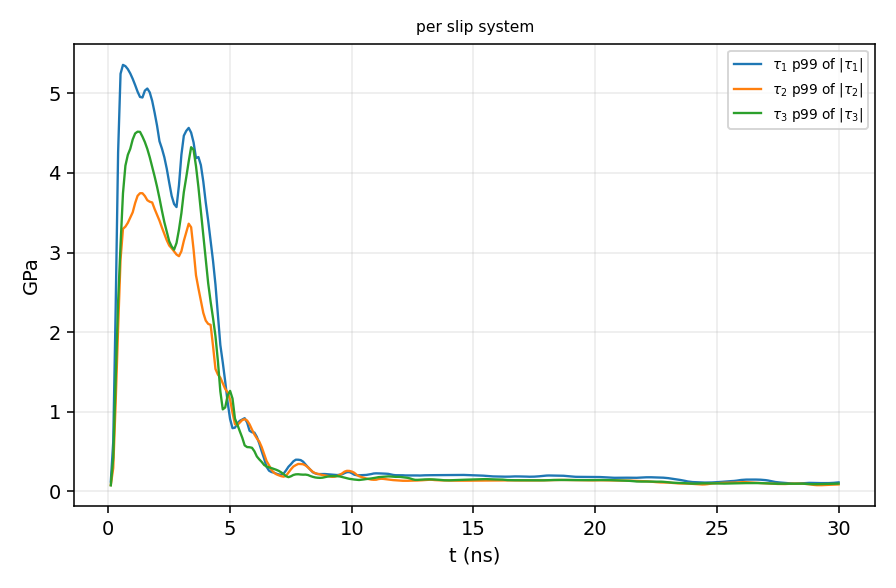 per slip system
τ₁ p99 of |τ₁|
τ₂ p99 of |τ₂|
τ₃ p99 of |τ₃|
GPa
5
4
3
2
1
0
0 5 10 15 20 25 30
t (ns)